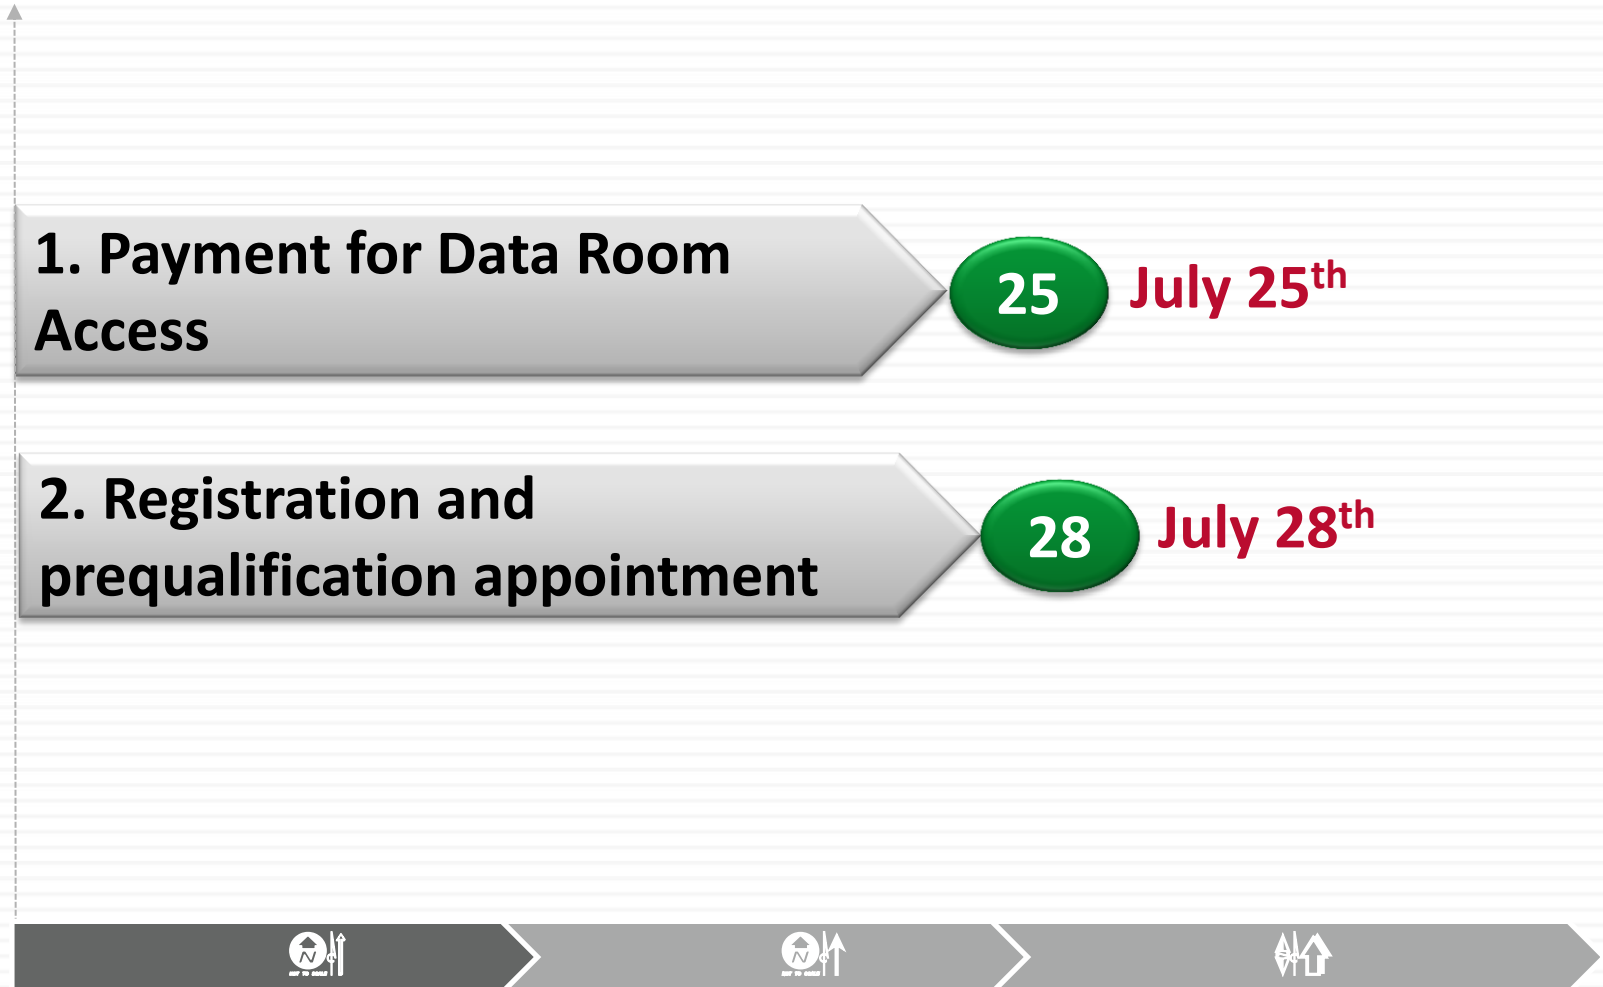 1. Payment for Data Room
Access
25
July 25th
2. Registration and
prequalification appointment
28
July 28th